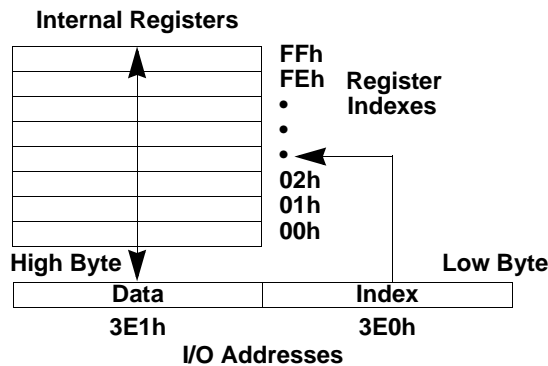 Internal Registers
FFh
FEh
Register
Indexes
•
•
•
02h
01h
00h
High Byte
Low Byte
Data
Index
3E1h
3E0h
I/O Addresses